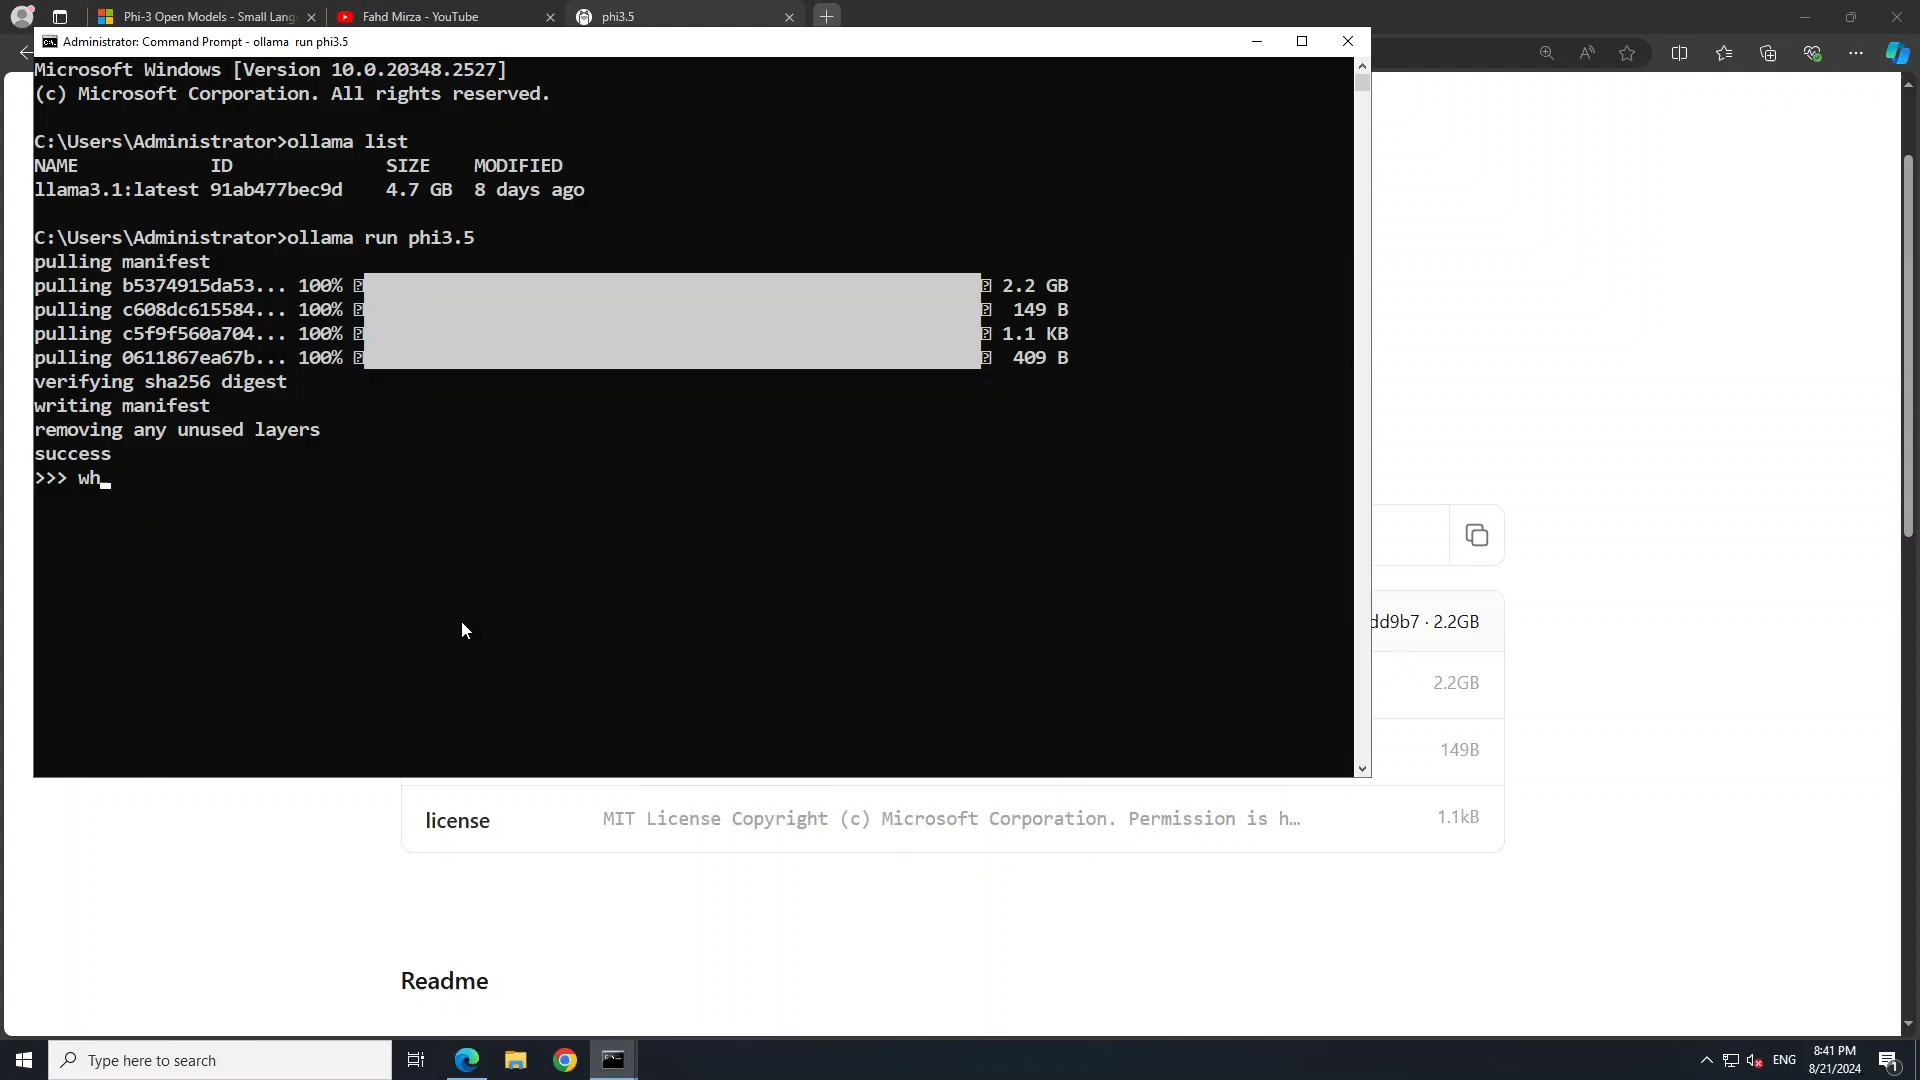 Phi-3 Open Models - Small Lang
Fahd Mirza - YouTube
phi3.5
Administrator: Command Prompt - ollama  run phi3.5
Microsoft Windows [Version 10.0.20348.2527]
(c) Microsoft Corporation. All rights reserved.
C:\Users\Administrator>ollama list
NAME            ID              SIZE    MODIFIED
llama3.1:latest 91ab477bec9d    4.7 GB  8 days ago
C:\Users\Administrator>ollama run phi3.5
pulling manifest
pulling b5374915da53... 100% 2.2 GB
pulling c608dc615584... 100% 149 B
pulling c5f9f560a704... 100% 1.1 KB
pulling 0611867ea67b... 100% 409 B
verifying sha256 digest
writing manifest
removing any unused layers
success
>>> wh
dd9b7 · 2.2GB
2.2GB
149B
license MIT License Copyright (c) Microsoft Corporation. Permission is h… 1.1kB
Readme
Type here to search
ENG
8:41 PM
8/21/2024
1